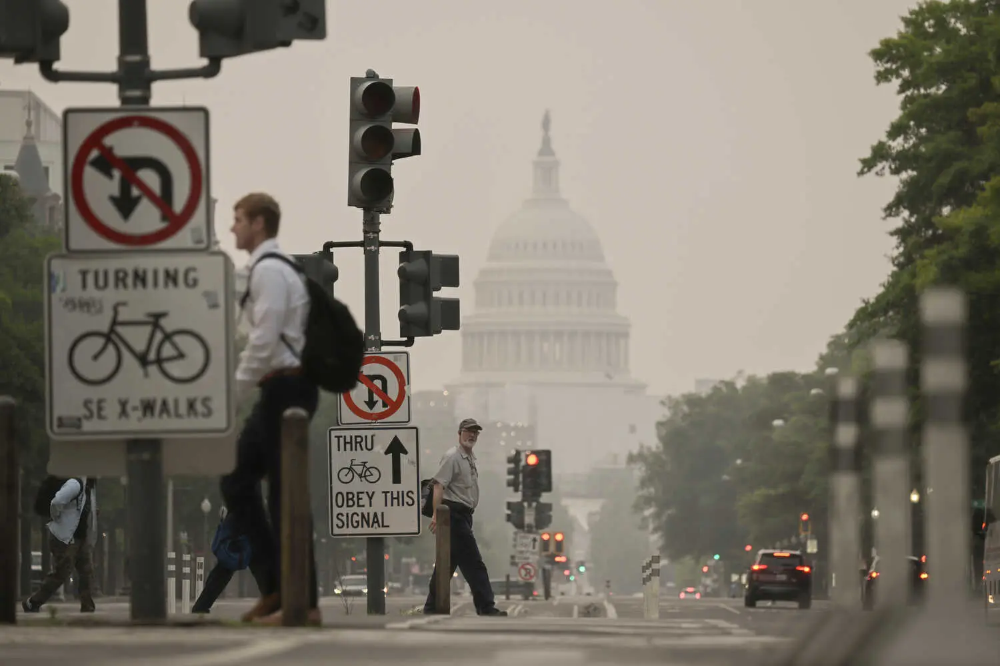 TURNING
SE X-WALKS
THRU
OBEY THIS
SIGNAL